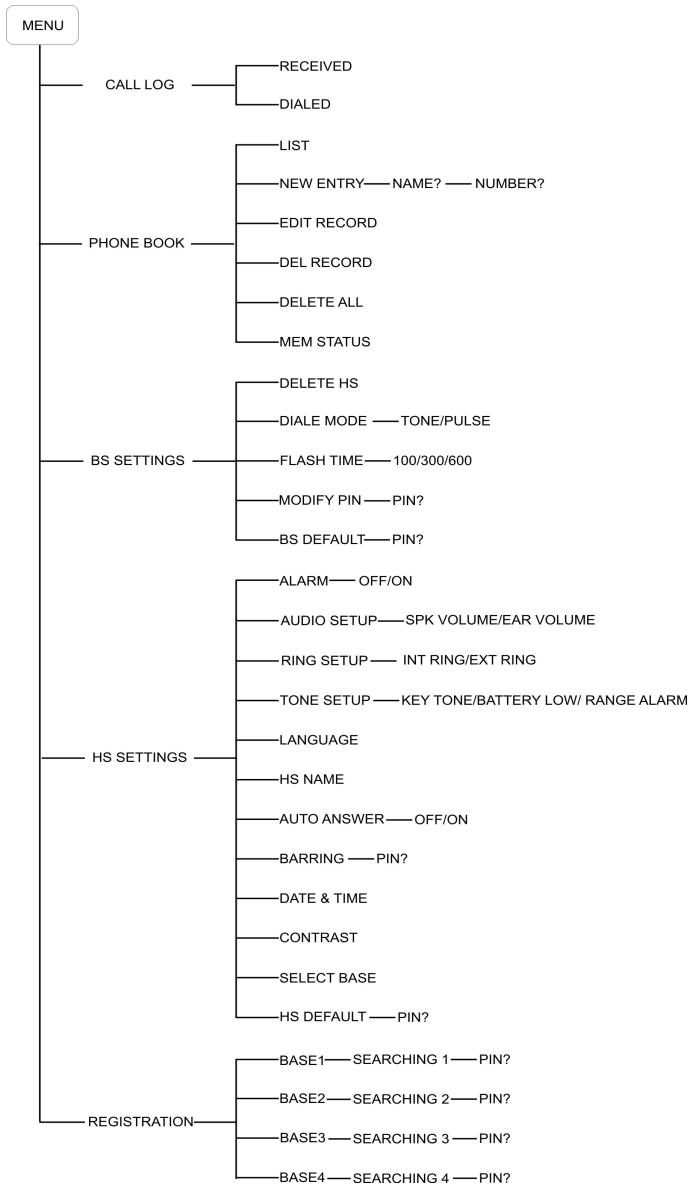 MENU
CALL LOG
RECEIVED
DIALED
PHONE BOOK
LIST
NEW ENTRY NAME? NUMBER?
EDIT RECORD
DEL RECORD
DELETE ALL
MEM STATUS
BS SETTINGS
DELETE HS
DIALE MODE TONE/PULSE
FLASH TIME 100/300/600
MODIFY PIN PIN?
BS DEFAULT PIN?
HS SETTINGS
ALARM OFF/ON
AUDIO SETUP SPK VOLUME/EAR VOLUME
RING SETUP INT RING/EXT RING
TONE SETUP KEY TONE/BATTERY LOW/ RANGE ALARM
LANGUAGE
HS NAME
AUTO ANSWER OFF/ON
BARRING PIN?
DATE & TIME
CONTRAST
SELECT BASE
HS DEFAULT PIN?
REGISTRATION
BASE1 SEARCHING 1 PIN?
BASE2 SEARCHING 2 PIN?
BASE3 SEARCHING 3 PIN?
BASE4 SEARCHING 4 PIN?